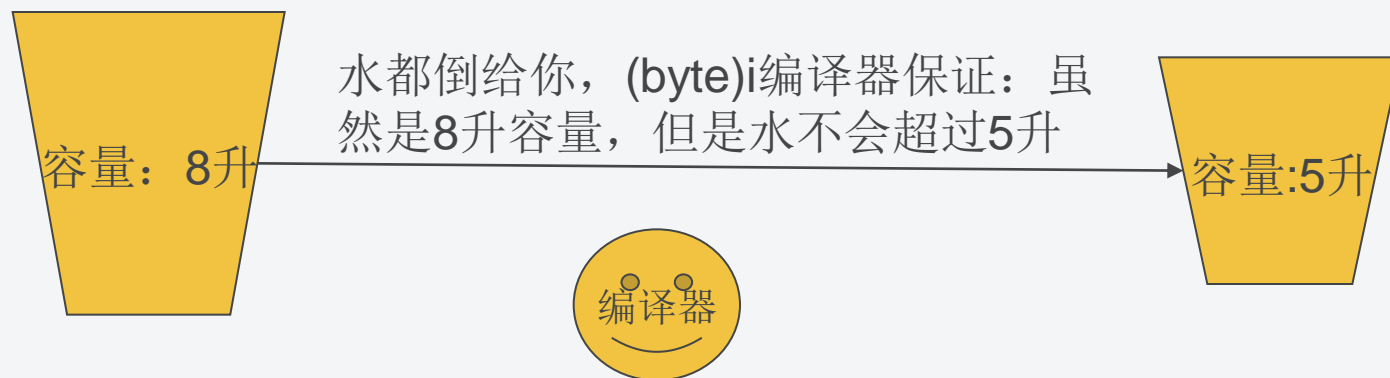 水都倒给你，(byte)i编译器保证：虽
然是8升容量，但是水不会超过5升
容量：8升
容量:5升
编译器